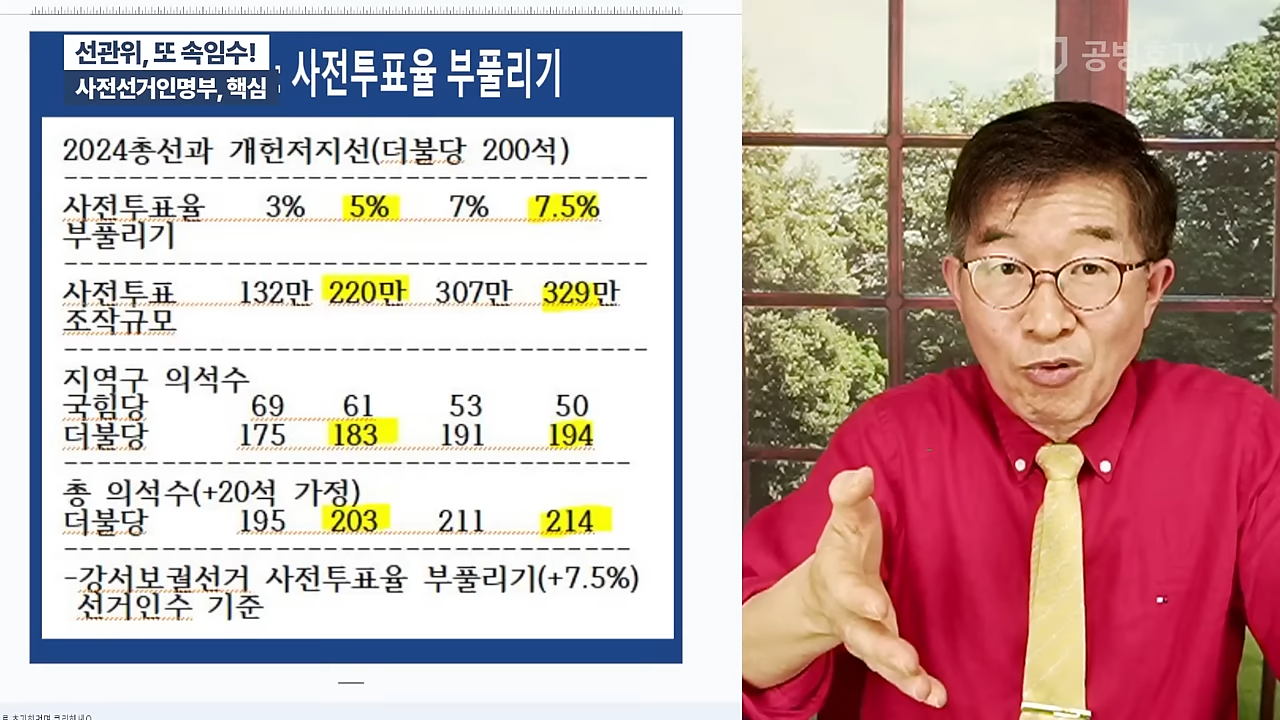 선관위, 또 속임수!
사전선거인명부, 핵심
: 사전투표율 부풀리기
2024총선과 개헌저지선(더불당 200석)
사전투표율 3% 5% 7% 7.5%
부풀리기
사전투표 132만 220만 307만 329만
조작규모
지역구 의석수
국힘당 69 61 53 50
더불당 175 183 191 194
총 의석수(+20석 가정)
더불당 195 203 211 214
-강서보궐선거 사전투표율 부풀리기(+7.5%)
선거인수 기준
공병호TV